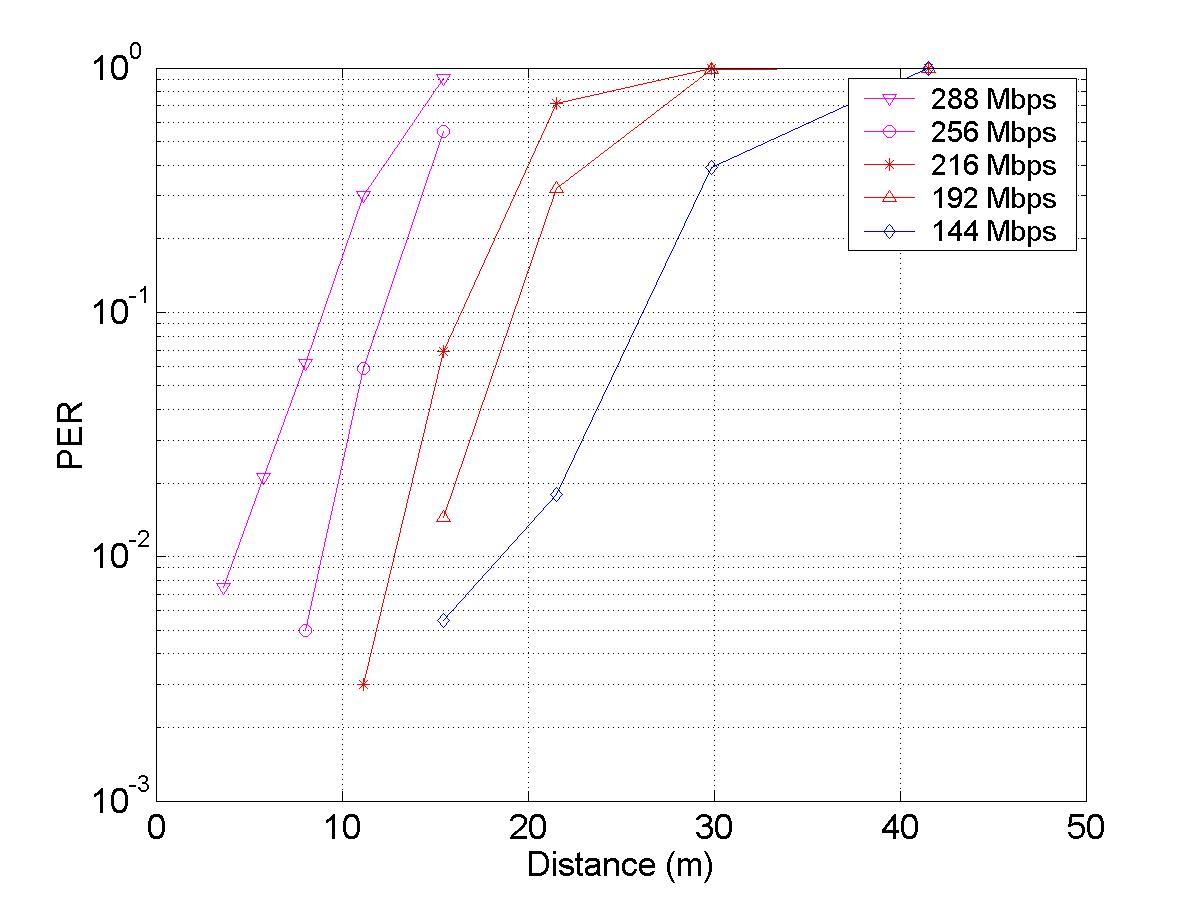 10^0
288 Mbps
256 Mbps
216 Mbps
192 Mbps
144 Mbps
10^-1
PER
10^-2
10^-3
0 10 20 30 40 50
Distance (m)